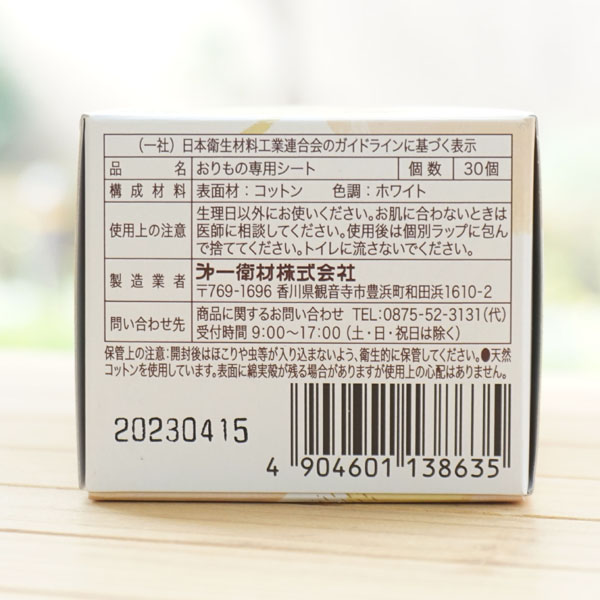 (一社)日本衛生材料工業連合会のガイドラインに基づく表示
品名 おりもの専用シート 個数 30個
構成材料 表面材:コットン 色調:ホワイト
使用上の注意 生理日以外にお使いください。お肌に合わないときは
医師に相談してください。使用後は個別ラップに包ん
で捨ててください。トイレに流さないでください。
製造業者 㐧一衛材株式会社
〒769-1696 香川県観音寺市豊浜町和田浜1610-2
問い合わせ先 商品に関するお問い合わせ TEL:0875-52-3131(代)
受付時間 9:00〜17:00(土・日・祝日は除く)
保管上の注意:開封後はほこりや虫等が入り込まないよう、衛生的に保管してください。●天然
コットンを使用しています。表面に綿実殻が残る場合がありますが使用上の心配はありません。
20230415
4 904601 138635